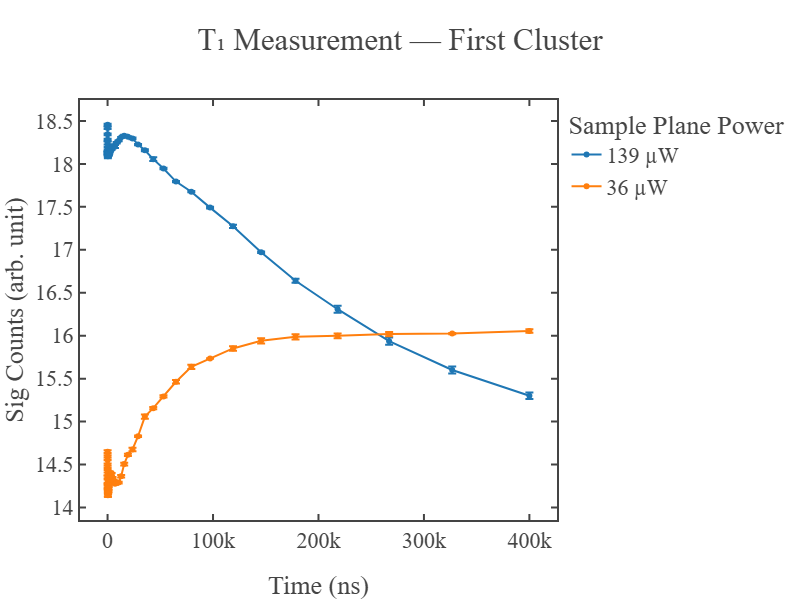 T₁ Measurement — First Cluster
Sample Plane Power
139 µW
36 µW
18.5
18
17.5
17
16.5
16
15.5
15
14.5
14
Sig Counts (arb. unit)
0
100k
200k
300k
400k
Time (ns)